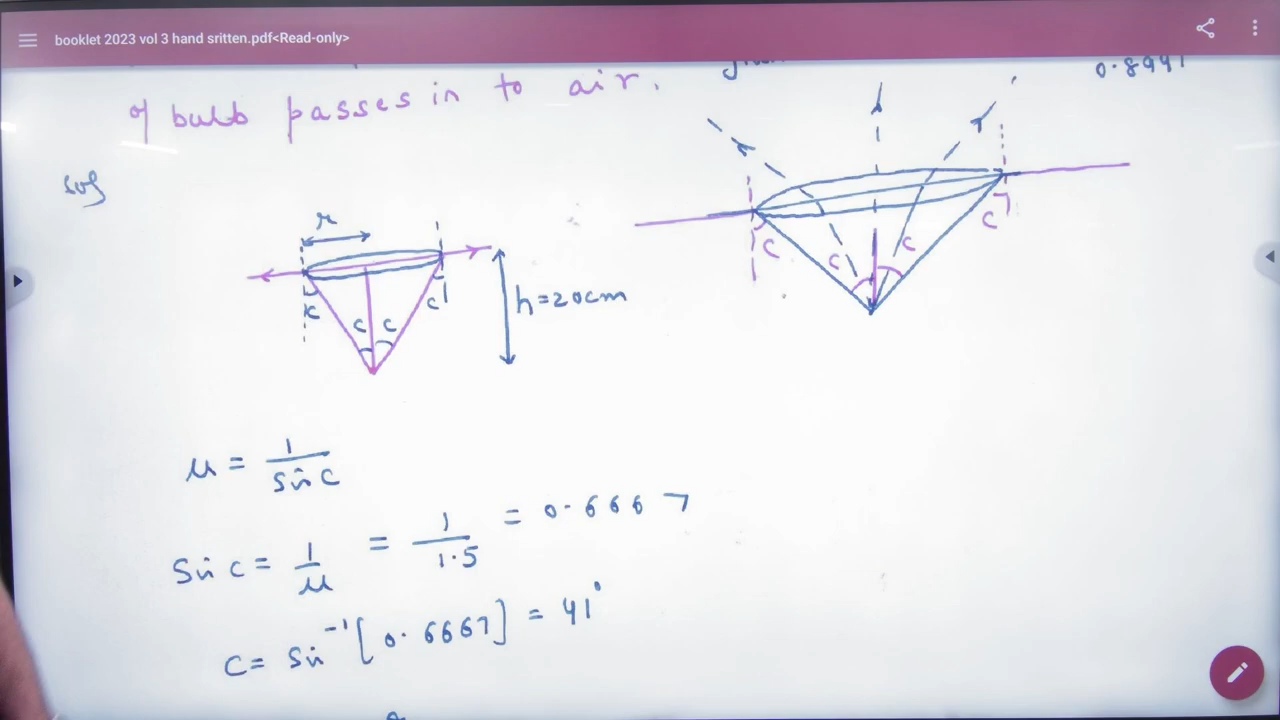 booklet 2023 vol 3 hand sritten.pdf<Read-only>
of bulb passes in to air.
0.8991
Sol
r
c c c c
h=20cm
c c c c
μ = 1/sin c
Sin c = 1/μ = 1/1.5 = 0.6667
c = sin⁻¹[0.6667] = 41°